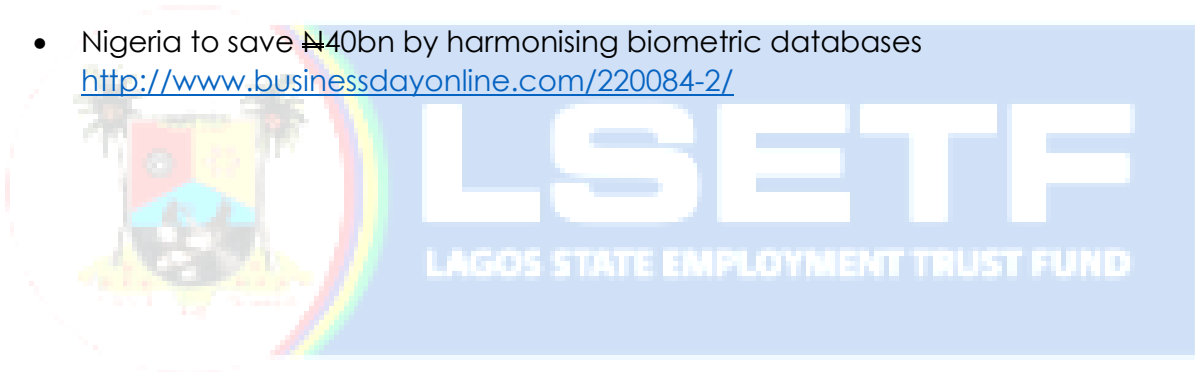 • Nigeria to save ₦40bn by harmonising biometric databases
http://www.businessdayonline.com/220084-2/
LSETF
LAGOS STATE EMPLOYMENT TRUST FUND